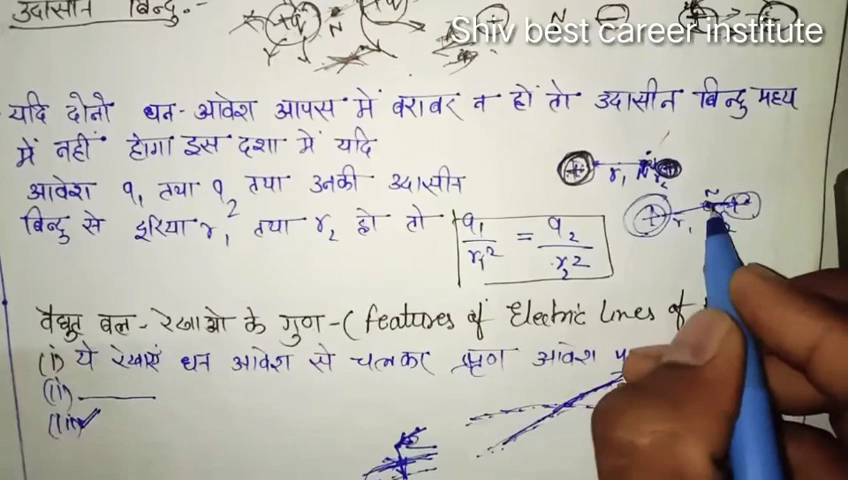 उदासीन बिन्दु :-
Shiv best career institute
यदि दोनो धन - आवेश आपस में बराबर न हों तो उदासीन बिन्दु मध्य
में नहीं होगा इस दशा में यदि
आवेश q₁ तथा q₂ तथा उनकी उदासीन
बिन्दु से दूरिया r₁ तथा r₂ हो तो
q₁/r₁² = q₂/r₂²
वैधुत बल - रेखाओ के गुण - ( features of Electric lines of
(i) ये रेखाएं धन आवेश से चलकर ऋण आवेश
(ii)
(iii)